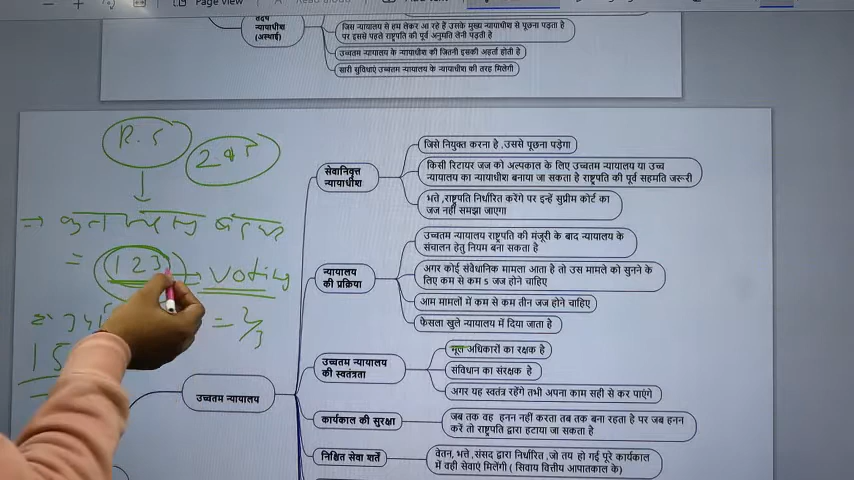 Page view
न्यायाधीश
(अस्थाई)
जिस न्यायालय से हम लेकर आ रहे हैं उसके मुख्य न्यायाधीश से पूछना पड़ता है
पर इससे पहले राष्ट्रपति की पूर्व अनुमति लेनी पड़ती है
उच्चतम न्यायालय के न्यायाधीश की जितनी इसकी अहर्ता होती है
सारी सुविधाएं उच्चतम न्यायालय के न्यायाधीश की तरह मिलेगी
R.S
245
= 123 → voting
= 2/3
सेवानिवृत्त
न्यायाधीश
जिसे नियुक्त करना है ,उससे पूछना पड़ेगा
किसी रिटायर जज को अल्पकाल के लिए उच्चतम न्यायालय या उच्च
न्यायालय का न्यायाधीश बनाया जा सकता है राष्ट्रपति की पूर्व सहमति जरूरी
भत्ते ,राष्ट्रपति निर्धारित करेंगे पर इन्हें सुप्रीम कोर्ट का
जज नहीं समझा जाएगा
न्यायालय
की प्रक्रिया
उच्चतम न्यायालय राष्ट्रपति की मंजूरी के बाद न्यायालय के
संचालन हेतु नियम बना सकता है
अगर कोई संवैधानिक मामला आता है तो उस मामले को सुनने के
लिए कम से कम 5 जज होने चाहिए
आम मामलों में कम से कम तीन जज होने चाहिए
फैसला खुले न्यायालय में दिया जाता है
उच्चतम न्यायालय
की स्वतंत्रता
मूल अधिकारों का रक्षक है
संविधान का संरक्षक है
अगर यह स्वतंत्र रहेंगे तभी अपना काम सही से कर पाएंगे
उच्चतम न्यायालय
कार्यकाल की सुरक्षा
जब तक वह हनन नहीं करता तब तक बना रहता है पर जब हनन
करें तो राष्ट्रपति द्वारा हटाया जा सकता है
निश्चित सेवा शर्ते
वेतन, भत्ते ,संसद द्वारा निर्धारित ,जो तय हो गई पूरे कार्यकाल
में वही सेवाएं मिलेंगी ( सिवाय वित्तीय आपातकाल के)